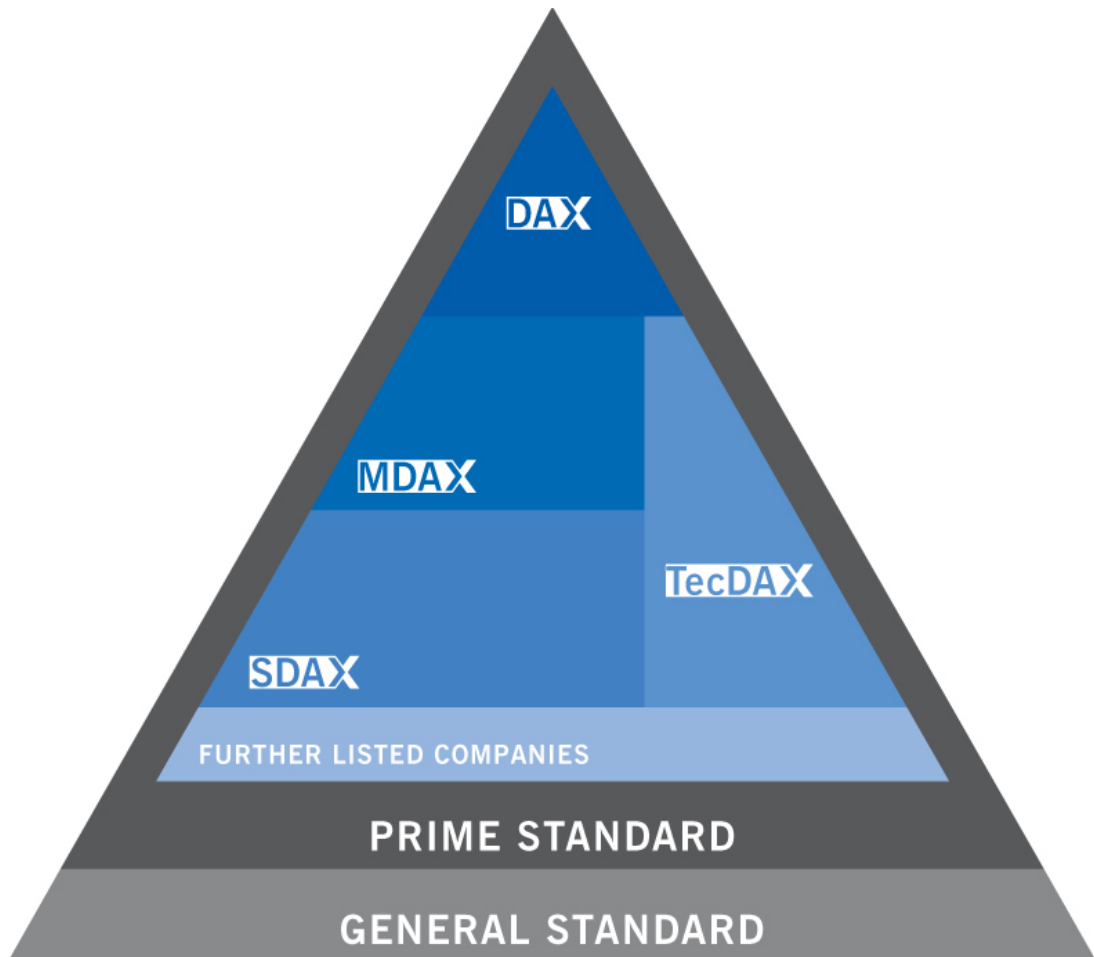 DAX
MDAX
TecDAX
SDAX
FURTHER LISTED COMPANIES
PRIME STANDARD
GENERAL STANDARD